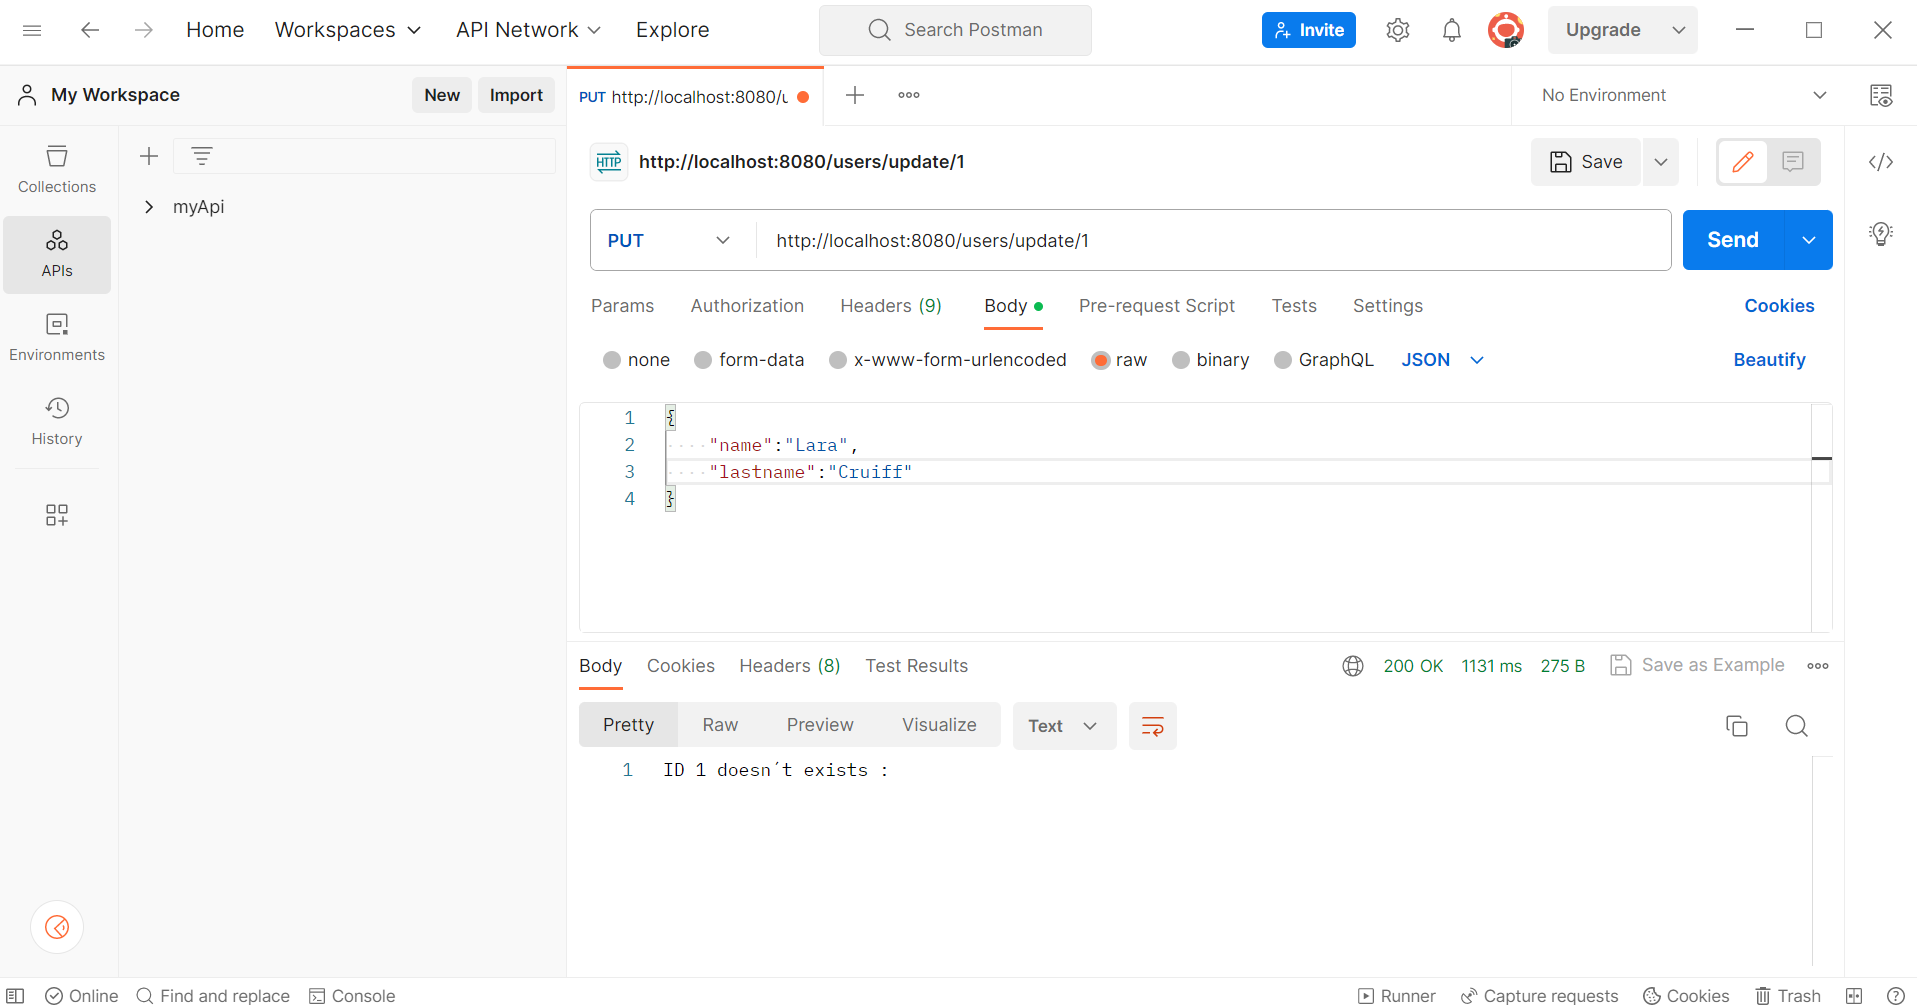 Home Workspaces API Network Explore Search Postman Invite Upgrade
My Workspace New Import PUT http://localhost:8080/u No Environment
Collections
APIs
Environments
History
myApi
HTTP http://localhost:8080/users/update/1 Save
PUT http://localhost:8080/users/update/1 Send
Params Authorization Headers (9) Body Pre-request Script Tests Settings Cookies
none form-data x-www-form-urlencoded raw binary GraphQL JSON Beautify
1 {
2 "name":"Lara",
3 "lastname":"Cruiff"
4 }
Body Cookies Headers (8) Test Results 200 OK 1131 ms 275 B Save as Example
Pretty Raw Preview Visualize Text
1 ID 1 doesn´t exists :
Online Find and replace Console Runner Capture requests Cookies Trash